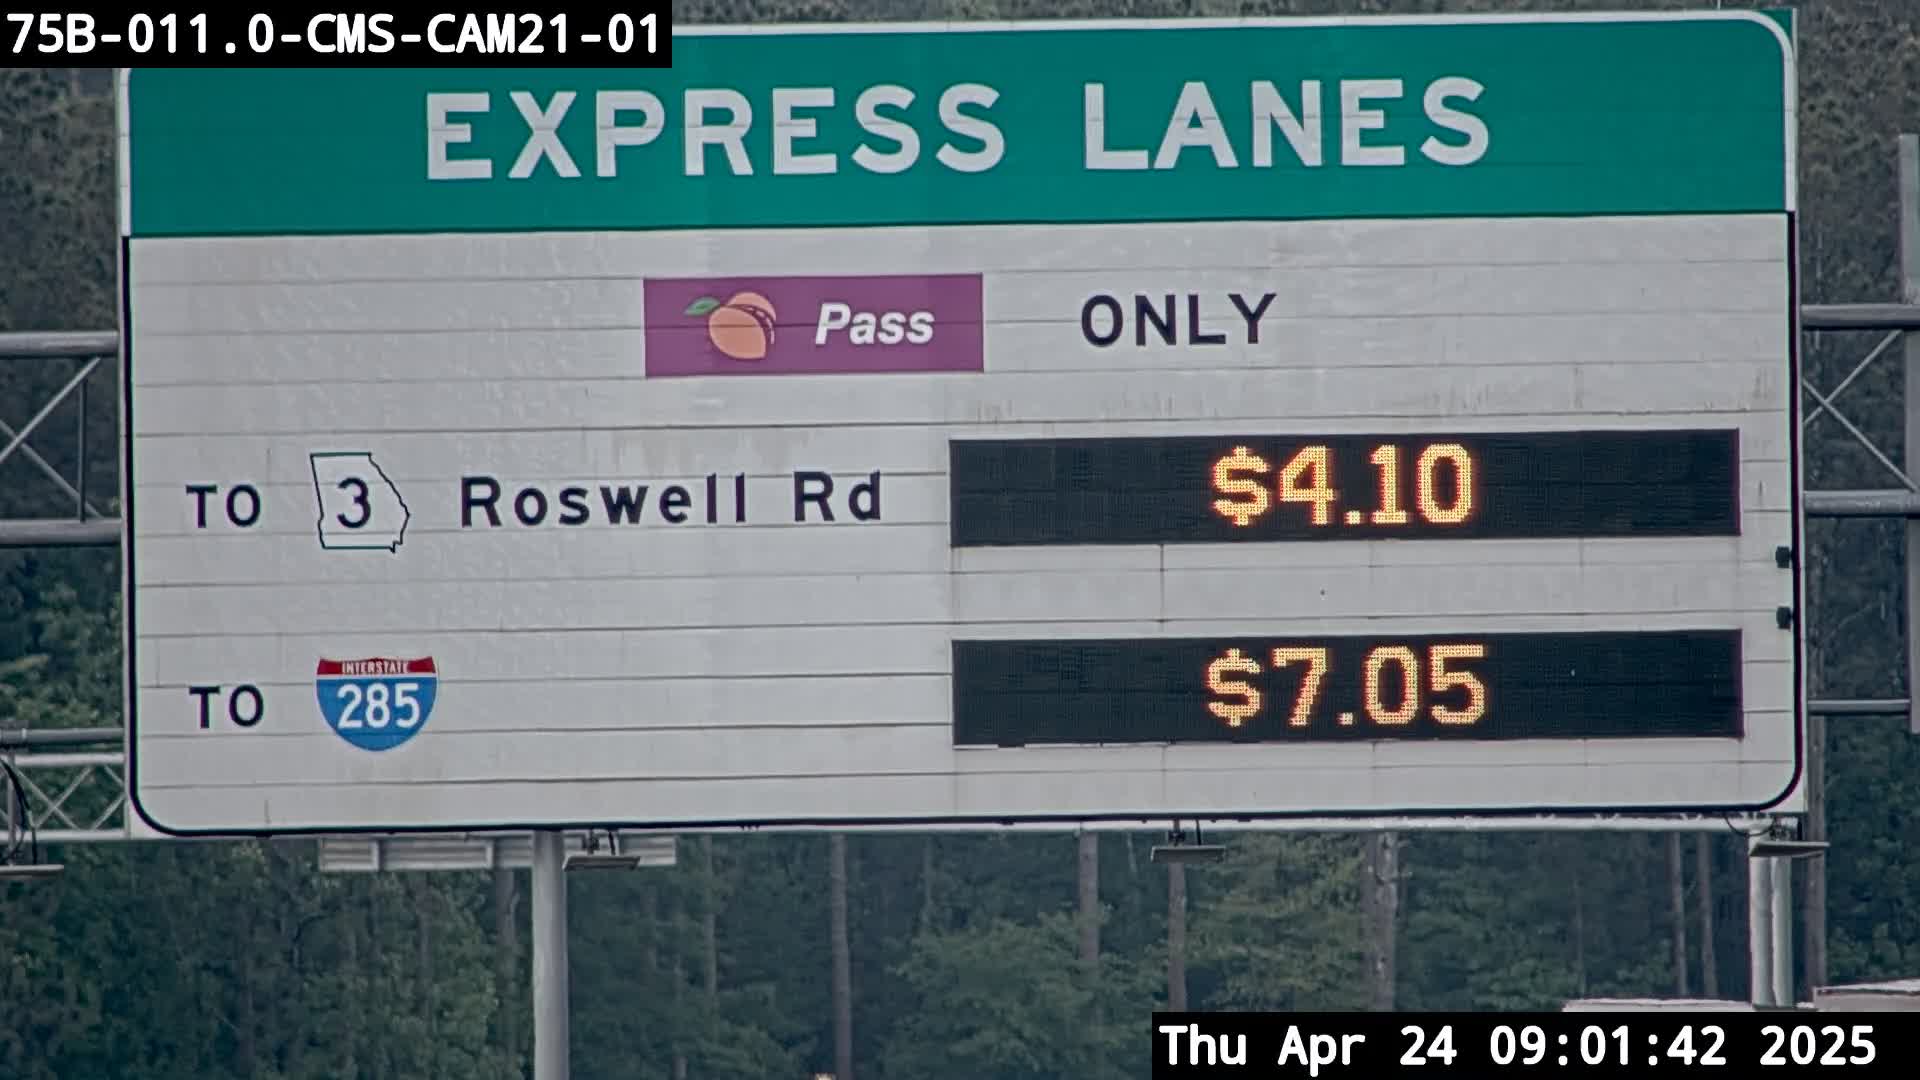 75B-011.0-CMS-CAM21-01
EXPRESS LANES
Pass ONLY
TO 3 Roswell Rd $4.10
INTERSTATE
TO 285 $7.05
Thu Apr 24 09:01:42 2025